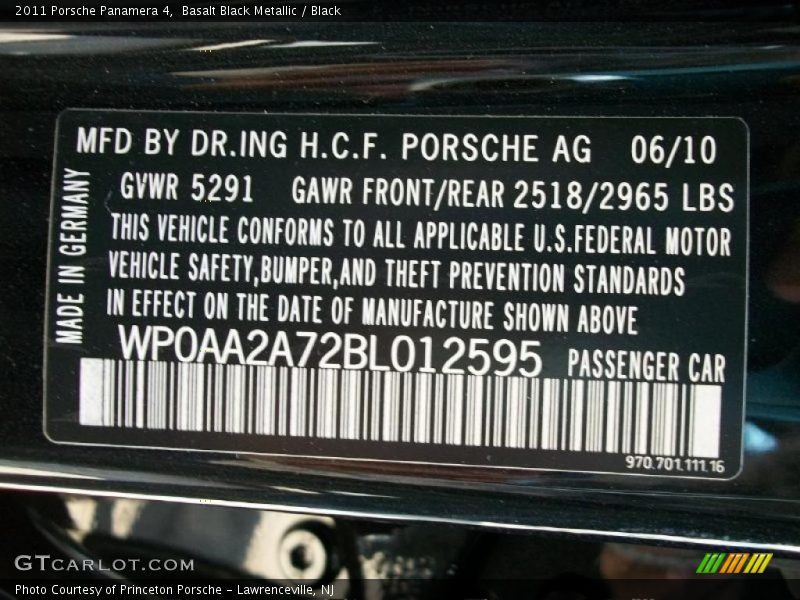 2011 Porsche Panamera 4,  Basalt Black Metallic / Black
MFD BY DR.ING H.C.F. PORSCHE AG 06/10
GVWR 5291 GAWR FRONT/REAR 2518/2965 LBS
THIS VEHICLE CONFORMS TO ALL APPLICABLE U.S.FEDERAL MOTOR
VEHICLE SAFETY,BUMPER,AND THEFT PREVENTION STANDARDS
IN EFFECT ON THE DATE OF MANUFACTURE SHOWN ABOVE
MADE IN GERMANY
WP0AA2A72BL012595 PASSENGER CAR
970.701.111.16
GTCARLOT.COM
Photo Courtesy of Princeton Porsche - Lawrenceville, NJ